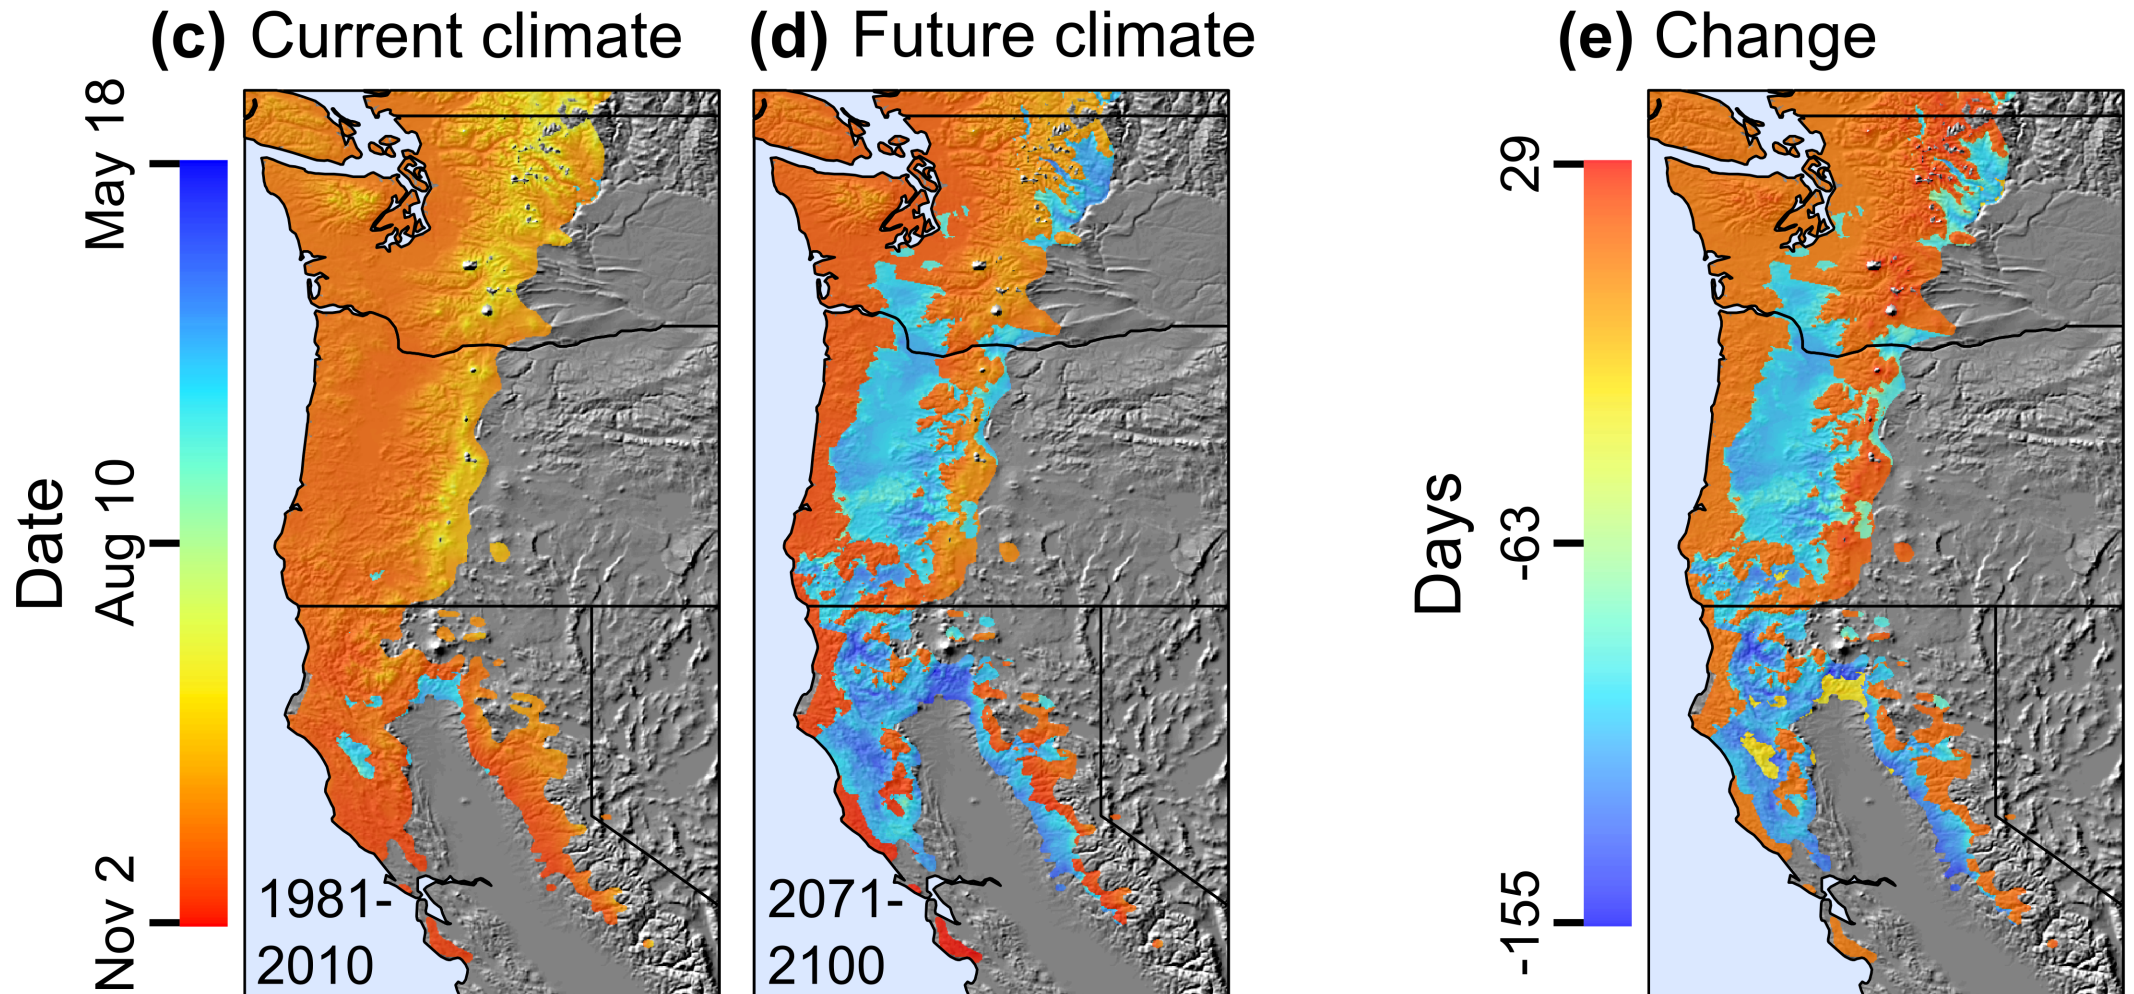 (c) Current climate
(d) Future climate
(e) Change
Date
May 18
Aug 10
Nov 2
1981-
2010
2071-
2100
Days
29
-63
-155